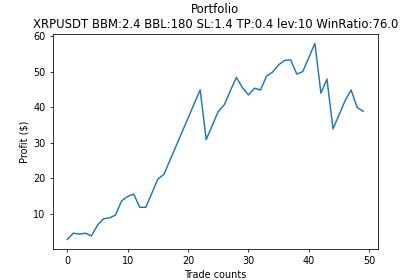 Portfolio
XRPUSDT BBM:2.4 BBL:180 SL:1.4 TP:0.4 lev:10 WinRatio:76.0
60
50
40
30
20
10
Profit ($)
0 10 20 30 40 50
Trade counts